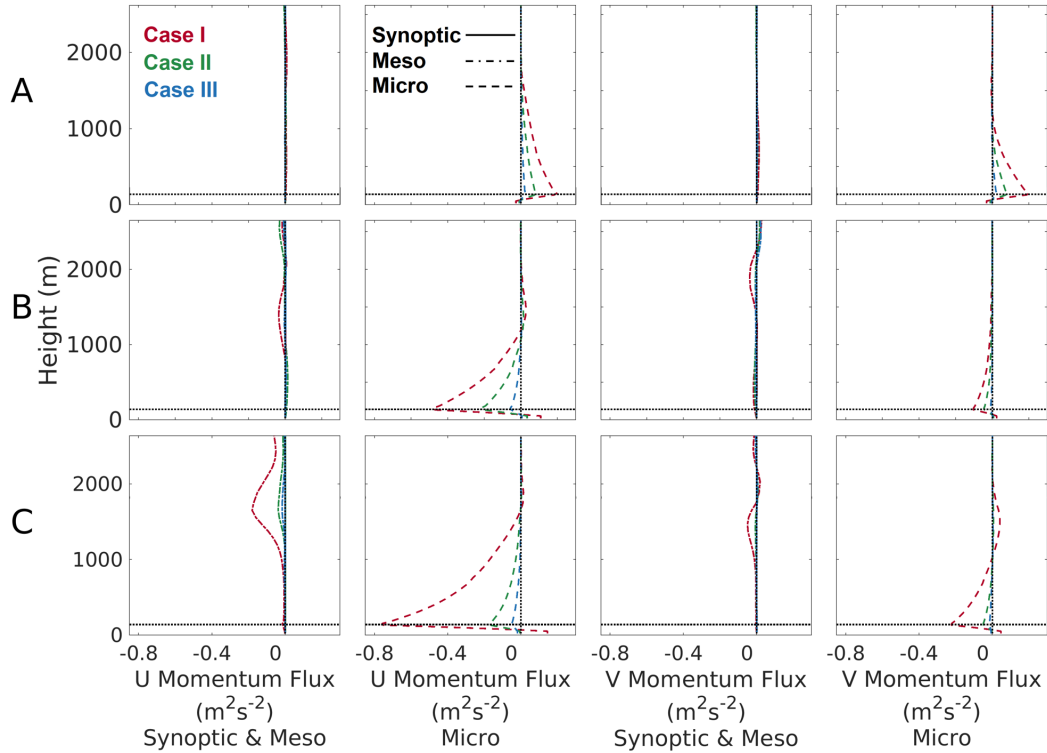 A
2000
1000
0
Case I
Case II
Case III
Synoptic
Meso
Micro
B
Height (m)
2000
1000
0
C
2000
1000
0
-0.8 -0.4 0
-0.8 -0.4 0
-0.8 -0.4 0
-0.8 -0.4 0
U Momentum Flux
(m²s⁻²)
Synoptic & Meso
U Momentum Flux
(m²s⁻²)
Micro
V Momentum Flux
(m²s⁻²)
Synoptic & Meso
V Momentum Flux
(m²s⁻²)
Micro